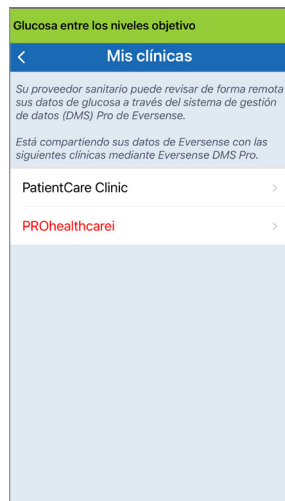 Glucosa entre los niveles objetivo
Mis clínicas
Su proveedor sanitario puede revisar de forma remota
sus datos de glucosa a través del sistema de gestión
de datos (DMS) Pro de Eversense.
Está compartiendo sus datos de Eversense con las
siguientes clínicas mediante Eversense DMS Pro.
PatientCare Clinic
PROhealthcarei